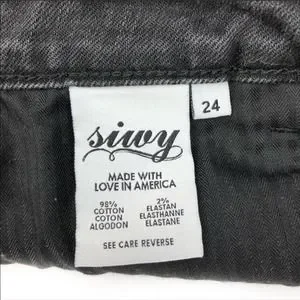 24
siwy
MADE WITH
LOVE IN AMERICA
98% 2%
COTTON ELASTAN
COTON ELASTHANNE
ALGODON ELASTANE
SEE CARE REVERSE